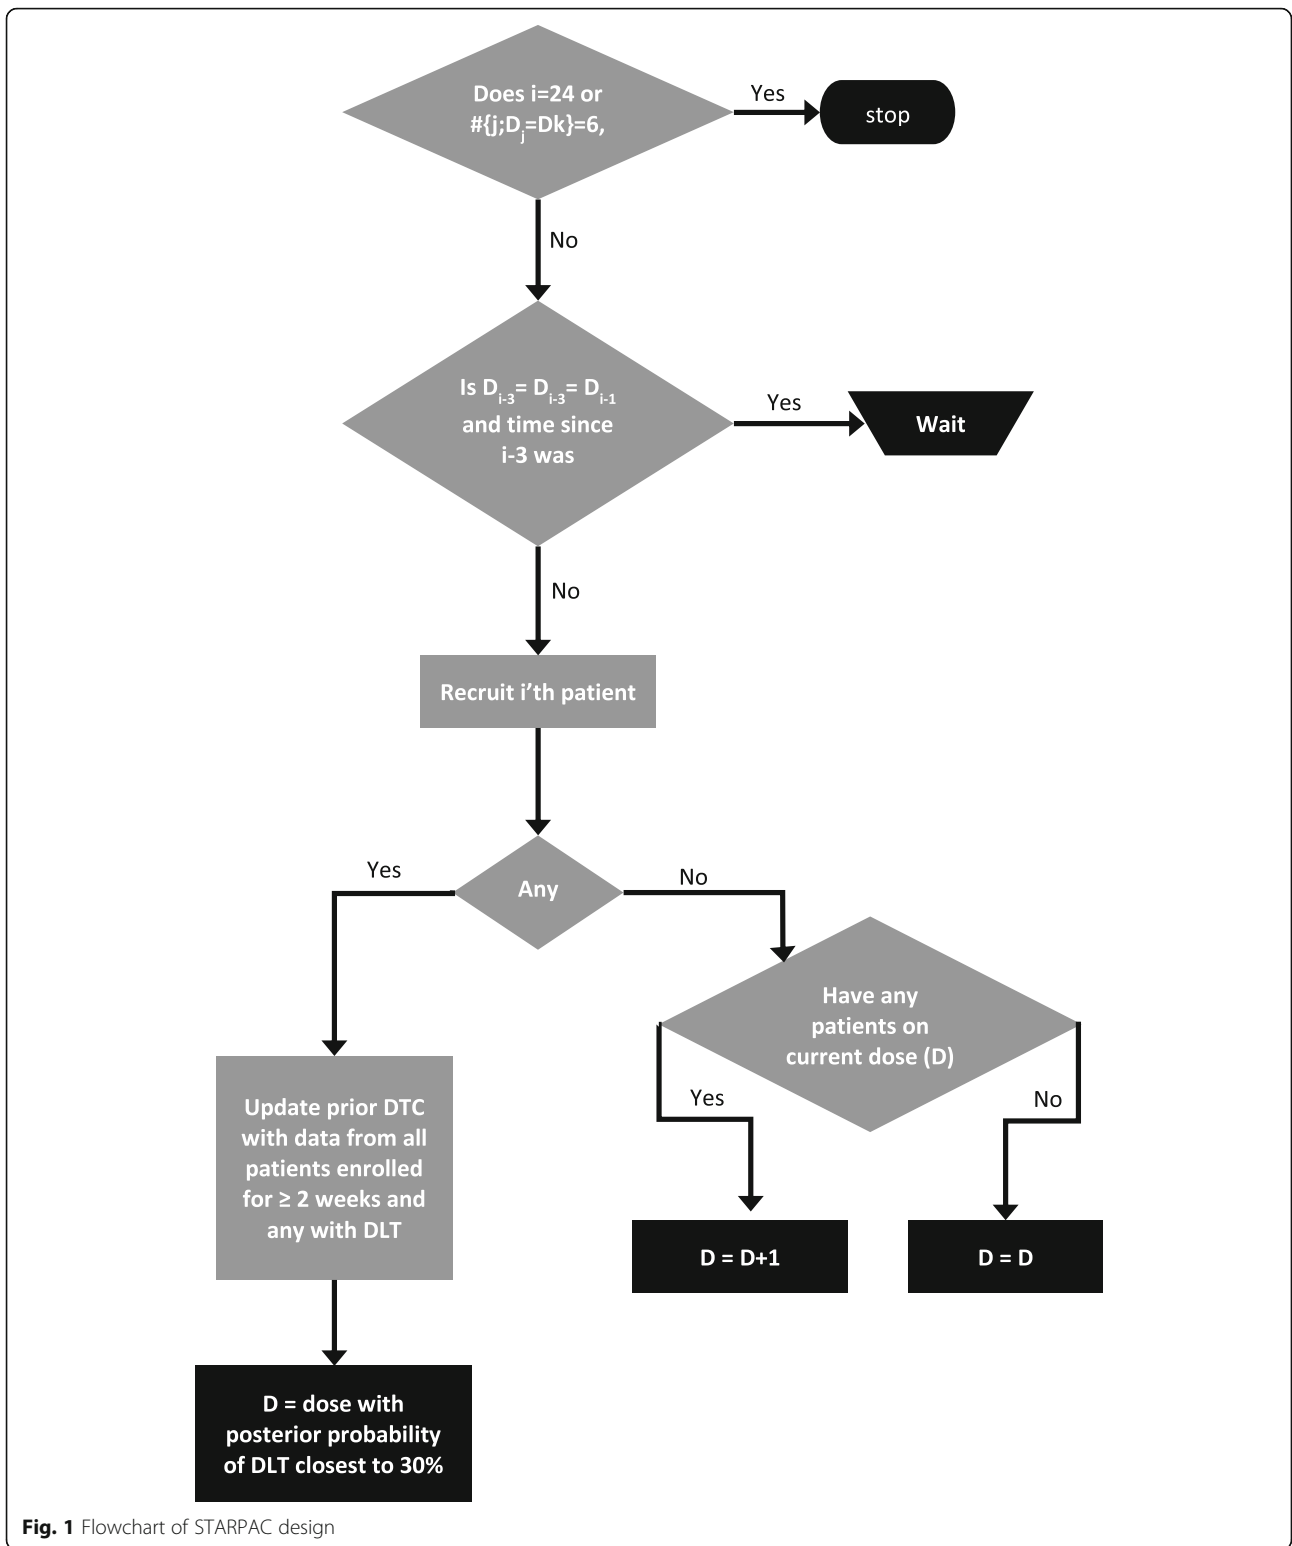 Does i=24 or
#{j;Dj=Dk}=6,
Yes
stop
No
Is Di-3= Di-3= Di-1
and time since
i-3 was
Yes
Wait
No
Recruit i’th patient
Any
Yes
No
Have any
patients on
current dose (D)
Yes
No
Update prior DTC
with data from all
patients enrolled
for ≥ 2 weeks and
any with DLT
D = D+1
D = D
D = dose with
posterior probability
of DLT closest to 30%
Fig. 1 Flowchart of STARPAC design